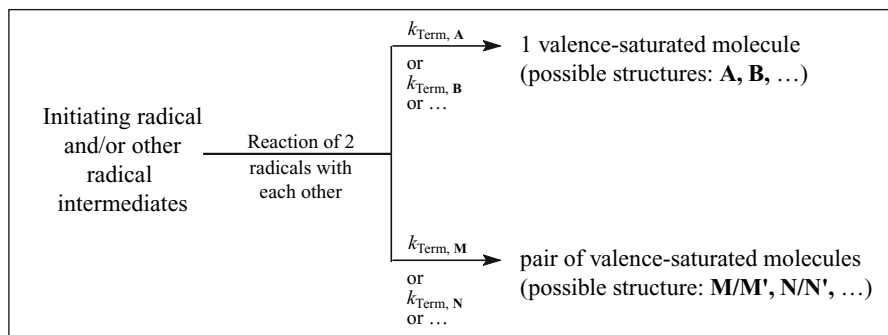 Initiating radical
and/or other
radical
intermediates
Reaction of 2
radicals with
each other
kTerm, A
or
kTerm, B
or …
1 valence-saturated molecule
(possible structures: A, B, …)
kTerm, M
or
kTerm, N
or …
pair of valence-saturated molecules
(possible structure: M/M', N/N', …)